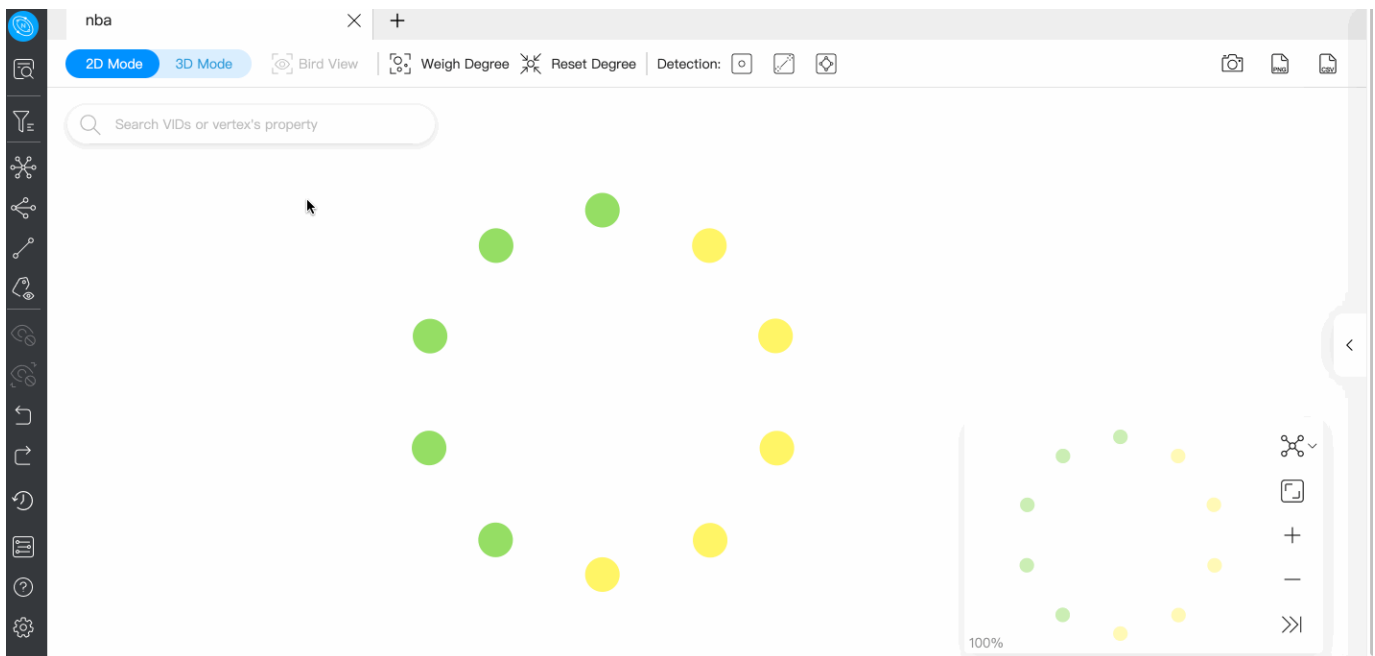 nba
2D Mode 3D Mode Bird View Weigh Degree Reset Degree Detection: PNG CSV
Search VIDs or vertex's property
100%